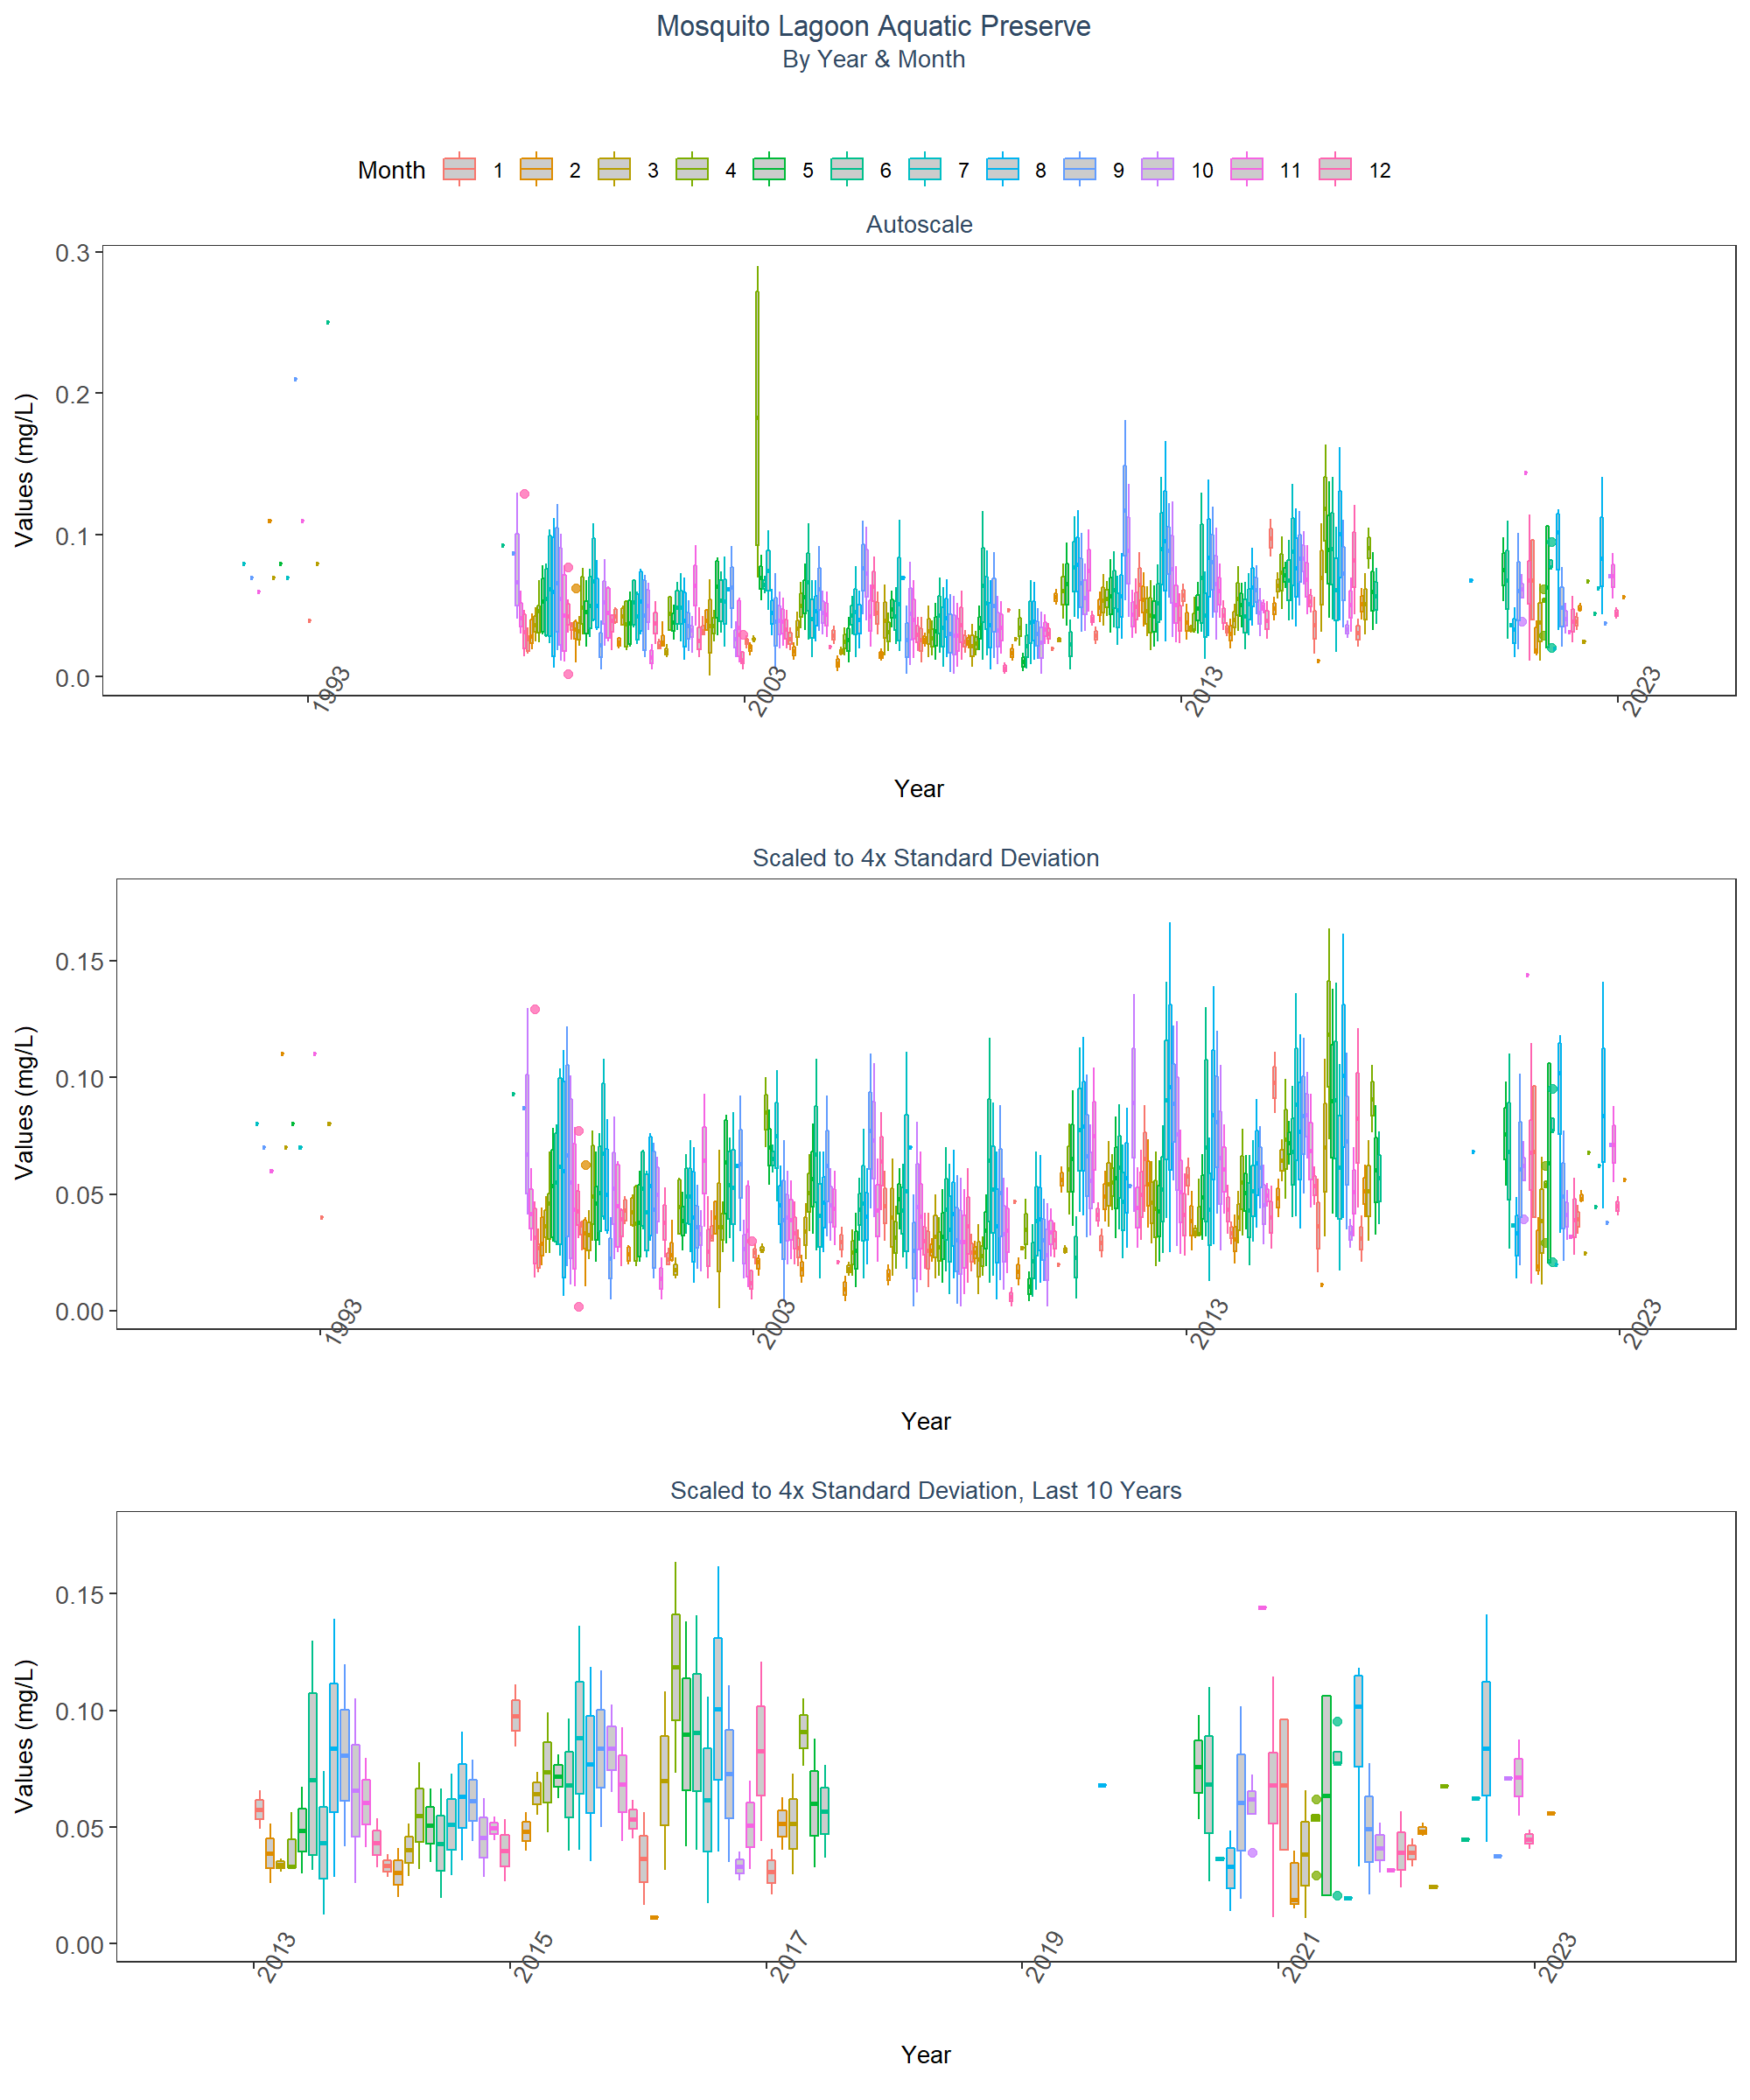 Mosquito Lagoon Aquatic Preserve
By Year & Month
Month 1 2 3 4 5 6 7 8 9 10 11 12
Autoscale
Values (mg/L)
0.3
0.2
0.1
0.0
1993 2003 2013 2023
Year
Scaled to 4x Standard Deviation
Values (mg/L)
0.15
0.10
0.05
0.00
1993 2003 2013 2023
Year
Scaled to 4x Standard Deviation, Last 10 Years
Values (mg/L)
0.15
0.10
0.05
0.00
2013 2015 2017 2019 2021 2023
Year